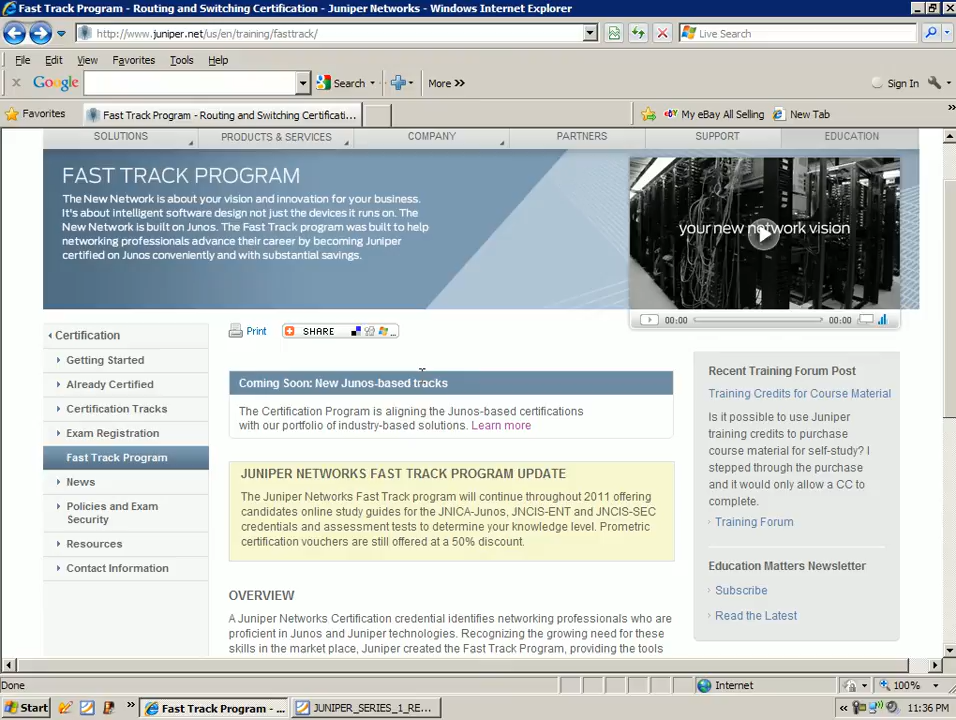 Fast Track Program - Routing and Switching Certification - Juniper Networks - Windows Internet Explorer
http://www.juniper.net/us/en/training/fasttrack/
Live Search
File Edit View Favorites Tools Help
Google Search More »
Sign In
Favorites
Fast Track Program - Routing and Switching Certificati...
My eBay All Selling
New Tab
SOLUTIONS
PRODUCTS & SERVICES
COMPANY
PARTNERS
SUPPORT
EDUCATION
FAST TRACK PROGRAM
The New Network is about your vision and innovation for your business.
It's about intelligent software design not just the devices it runs on. The
New Network is built on Junos. The Fast Track program was built to help
networking professionals advance their career by becoming Juniper
certified on Junos conveniently and with substantial savings.
your new network vision
00:00
00:00
Certification
Getting Started
Already Certified
Certification Tracks
Exam Registration
Fast Track Program
News
Policies and Exam
Security
Resources
Contact Information
Print
SHARE
Coming Soon: New Junos-based tracks
The Certification Program is aligning the Junos-based certifications
with our portfolio of industry-based solutions. Learn more
JUNIPER NETWORKS FAST TRACK PROGRAM UPDATE
The Juniper Networks Fast Track program will continue throughout 2011 offering
candidates online study guides for the JNICA-Junos, JNCIS-ENT and JNCIS-SEC
credentials and assessment tests to determine your knowledge level. Prometric
certification vouchers are still offered at a 50% discount.
OVERVIEW
A Juniper Networks Certification credential identifies networking professionals who are
proficient in Junos and Juniper technologies. Recognizing the growing need for these
skills in the market place, Juniper created the Fast Track Program, providing the tools
Recent Training Forum Post
Training Credits for Course Material
Is it possible to use Juniper
training credits to purchase
course material for self-study? I
stepped through the purchase
and it would only allow a CC to
complete.
Training Forum
Education Matters Newsletter
Subscribe
Read the Latest
Done
Internet
100%
Start
Fast Track Program - ...
JUNIPER_SERIES_1_RE...
11:36 PM